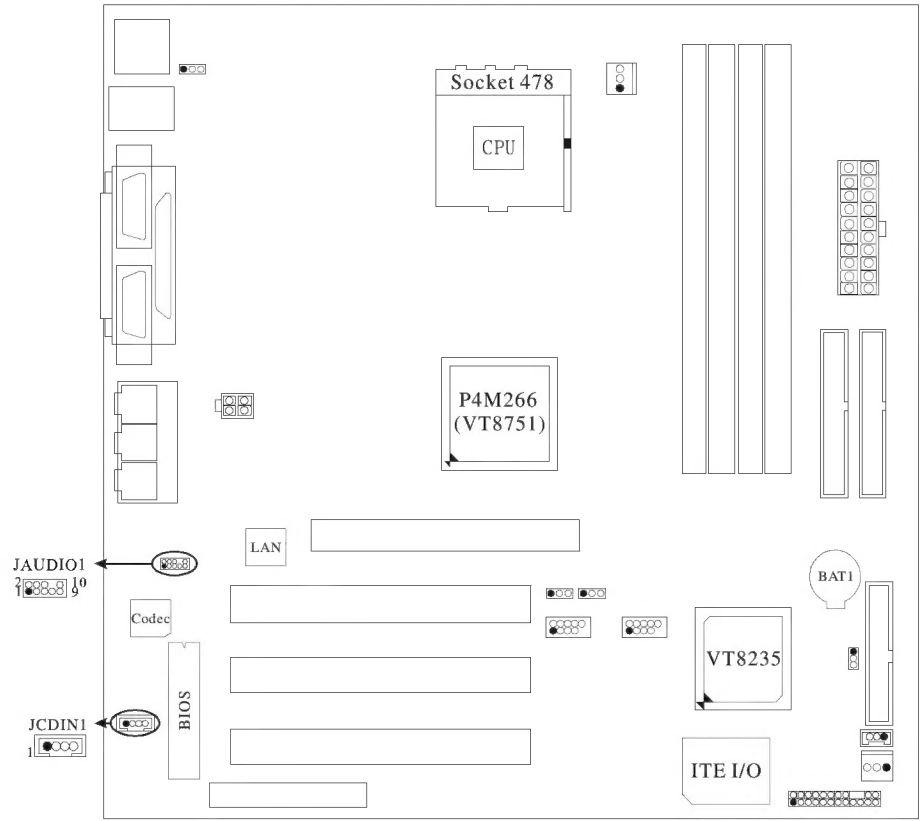 Socket 478
CPU
P4M266
(VT8751)
LAN
JAUDIO1
2 10
1 9
BAT1
Codec
VT8235
BIOS
JCDIN1
1
ITE I/O